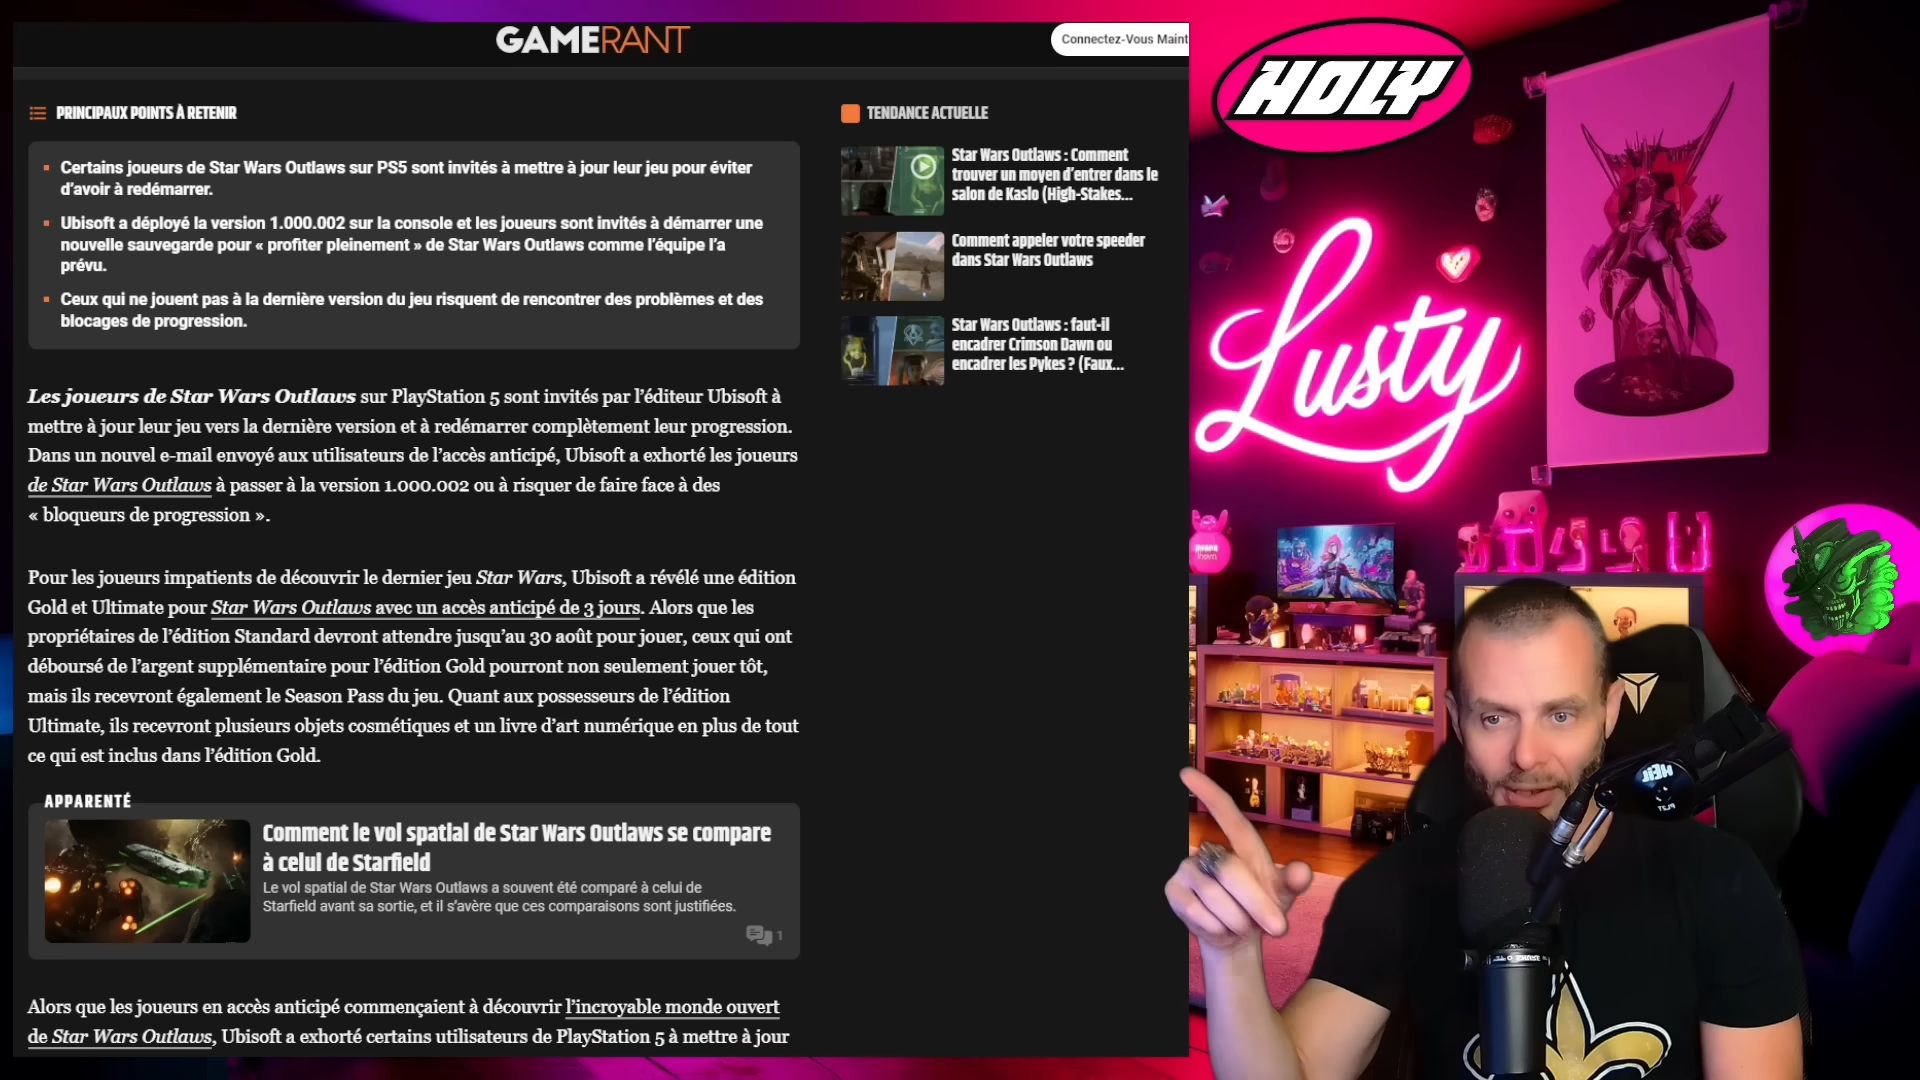 GAMERANT
Connectez-Vous Maint
PRINCIPAUX POINTS À RETENIR
Certains joueurs de Star Wars Outlaws sur PS5 sont invités à mettre à jour leur jeu pour éviter
d’avoir à redémarrer.
Ubisoft a déployé la version 1.000.002 sur la console et les joueurs sont invités à démarrer une
nouvelle sauvegarde pour « profiter pleinement » de Star Wars Outlaws comme l’équipe l’a
prévu.
Ceux qui ne jouent pas à la dernière version du jeu risquent de rencontrer des problèmes et des
blocages de progression.
Les joueurs de Star Wars Outlaws sur PlayStation 5 sont invités par l’éditeur Ubisoft à
mettre à jour leur jeu vers la dernière version et à redémarrer complètement leur progression.
Dans un nouvel e-mail envoyé aux utilisateurs de l’accès anticipé, Ubisoft a exhorté les joueurs
de Star Wars Outlaws à passer à la version 1.000.002 ou à risquer de faire face à des
« bloqueurs de progression ».
Pour les joueurs impatients de découvrir le dernier jeu Star Wars, Ubisoft a révélé une édition
Gold et Ultimate pour Star Wars Outlaws avec un accès anticipé de 3 jours. Alors que les
propriétaires de l’édition Standard devront attendre jusqu’au 30 août pour jouer, ceux qui ont
déboursé de l’argent supplémentaire pour l’édition Gold pourront non seulement jouer tôt,
mais ils recevront également le Season Pass du jeu. Quant aux possesseurs de l’édition
Ultimate, ils recevront plusieurs objets cosmétiques et un livre d’art numérique en plus de tout
ce qui est inclus dans l’édition Gold.
APPARENTÉ
Comment le vol spatial de Star Wars Outlaws se compare
à celui de Starfield
Le vol spatial de Star Wars Outlaws a souvent été comparé à celui de
Starfield avant sa sortie, et il s’avère que ces comparaisons sont justifiées.
1
Alors que les joueurs en accès anticipé commençaient à découvrir l’incroyable monde ouvert
de Star Wars Outlaws, Ubisoft a exhorté certains utilisateurs de PlayStation 5 à mettre à jour
TENDANCE ACTUELLE
Star Wars Outlaws : Comment
trouver un moyen d’entrer dans le
salon de Kaslo (High-Stakes...
Comment appeler votre speeder
dans Star Wars Outlaws
Star Wars Outlaws : faut-il
encadrer Crimson Dawn ou
encadrer les Pykes ? (Faux...
HOLY
Lusty